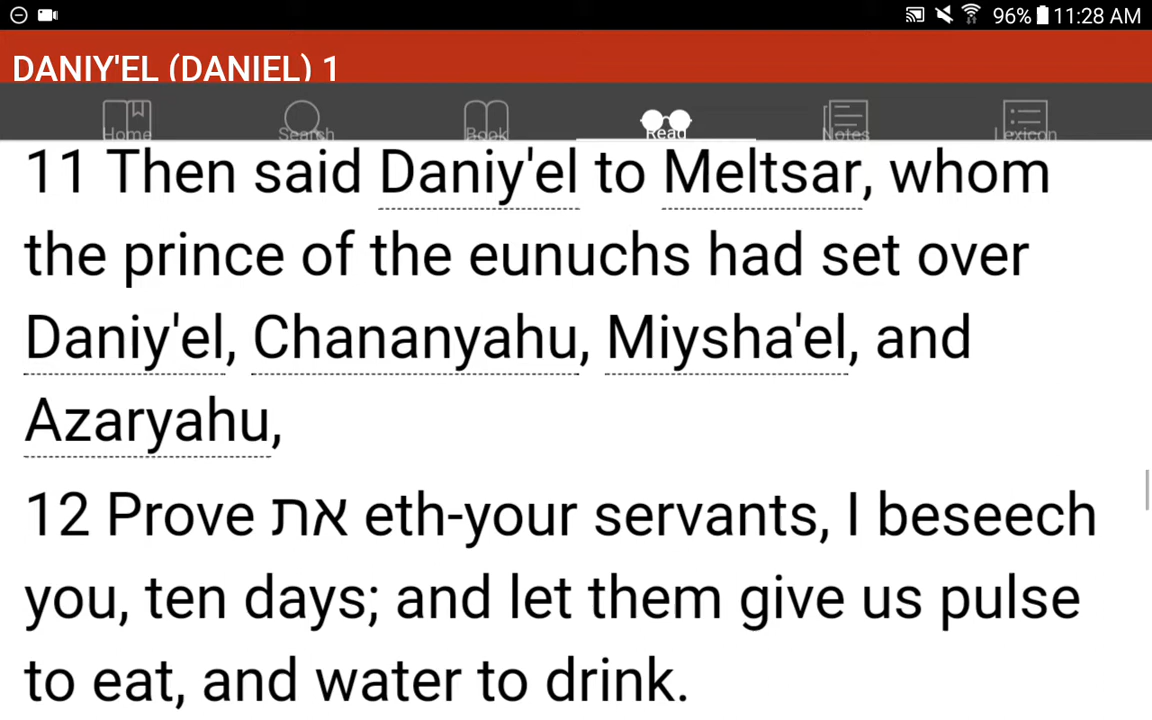 96% 11:28 AM
DANIY'EL (DANIEL) 1
Home Search Book Read Notes Lexicon
11 Then said Daniy'el to Meltsar, whom
the prince of the eunuchs had set over
Daniy'el, Chananyahu, Miysha'el, and
Azaryahu,
12 Prove את eth-your servants, I beseech
you, ten days; and let them give us pulse
to eat, and water to drink.